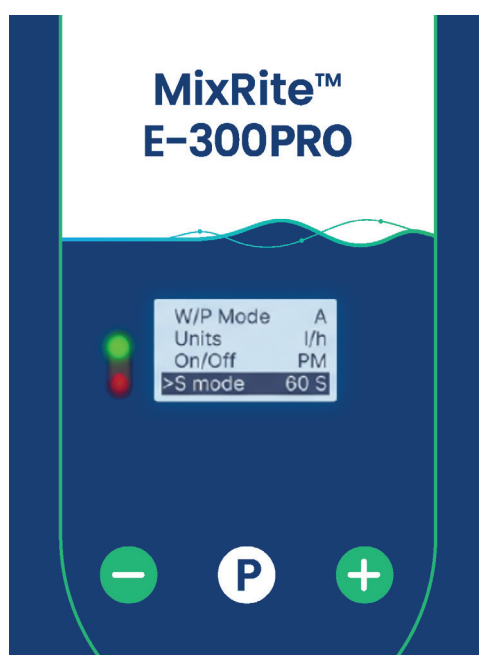 MixRite™
E-300PRO
W/P Mode A
Units l/h
On/Off PM
>S mode 60 S
P